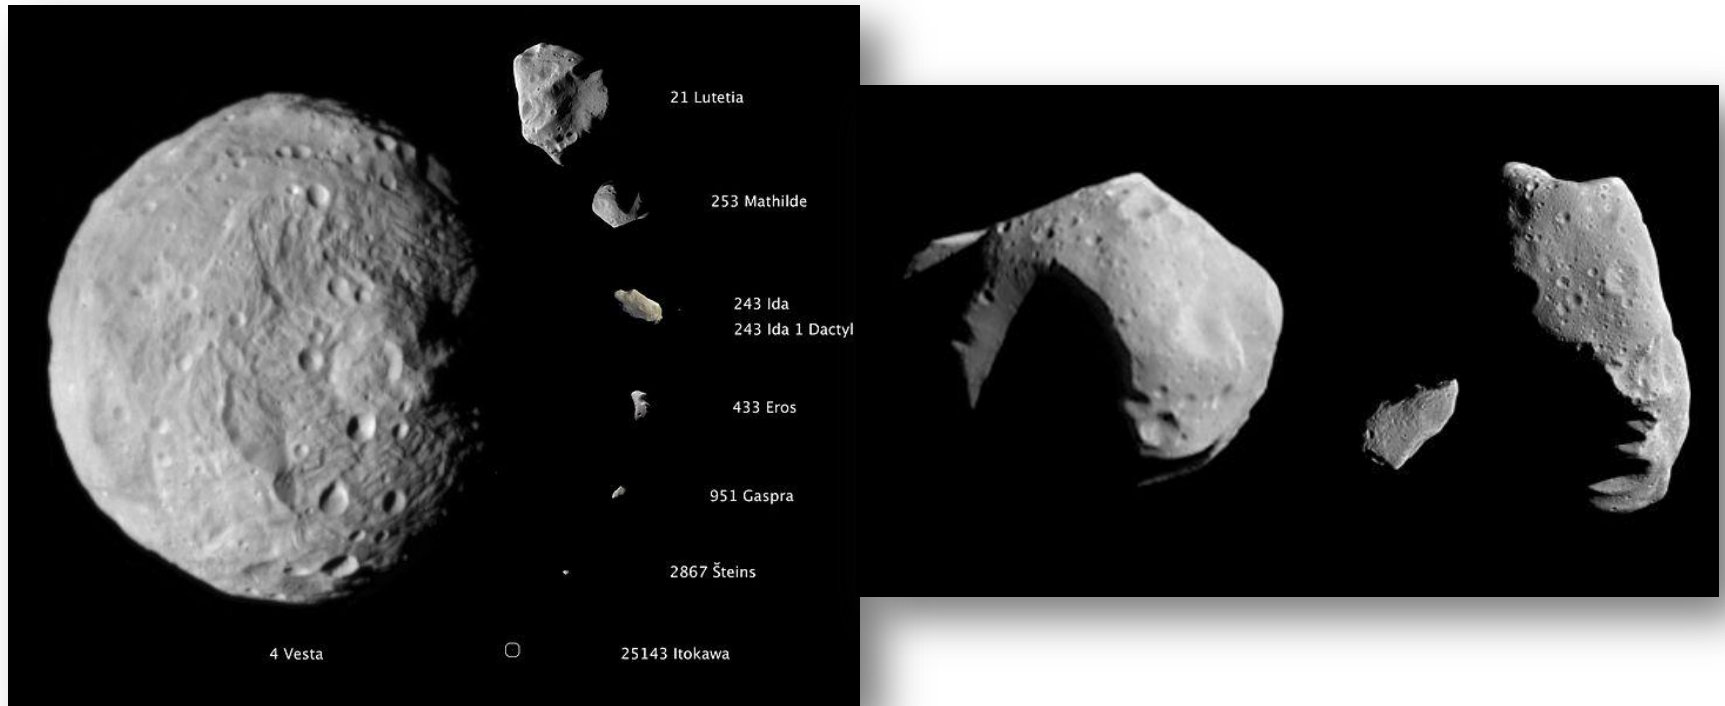 21 Lutetia
253 Mathilde
243 Ida
243 Ida 1 Dactyl
433 Eros
951 Gaspra
2867 Šteins
4 Vesta
25143 Itokawa